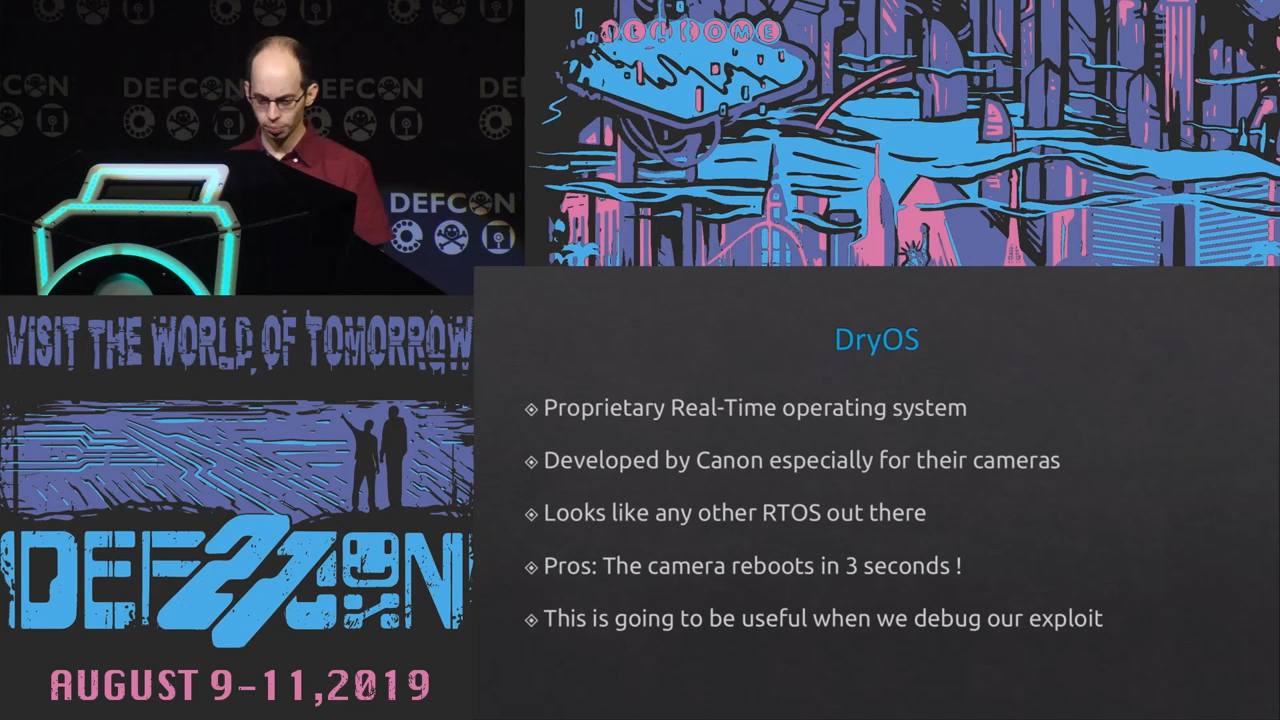 DEFCON
DEFCON
DEFCON
WELCOME
VISIT THE WORLD OF TOMORROW
DEF27CON
AUGUST 9-11,2019
DryOS
Proprietary Real-Time operating system
Developed by Canon especially for their cameras
Looks like any other RTOS out there
Pros: The camera reboots in 3 seconds !
This is going to be useful when we debug our exploit